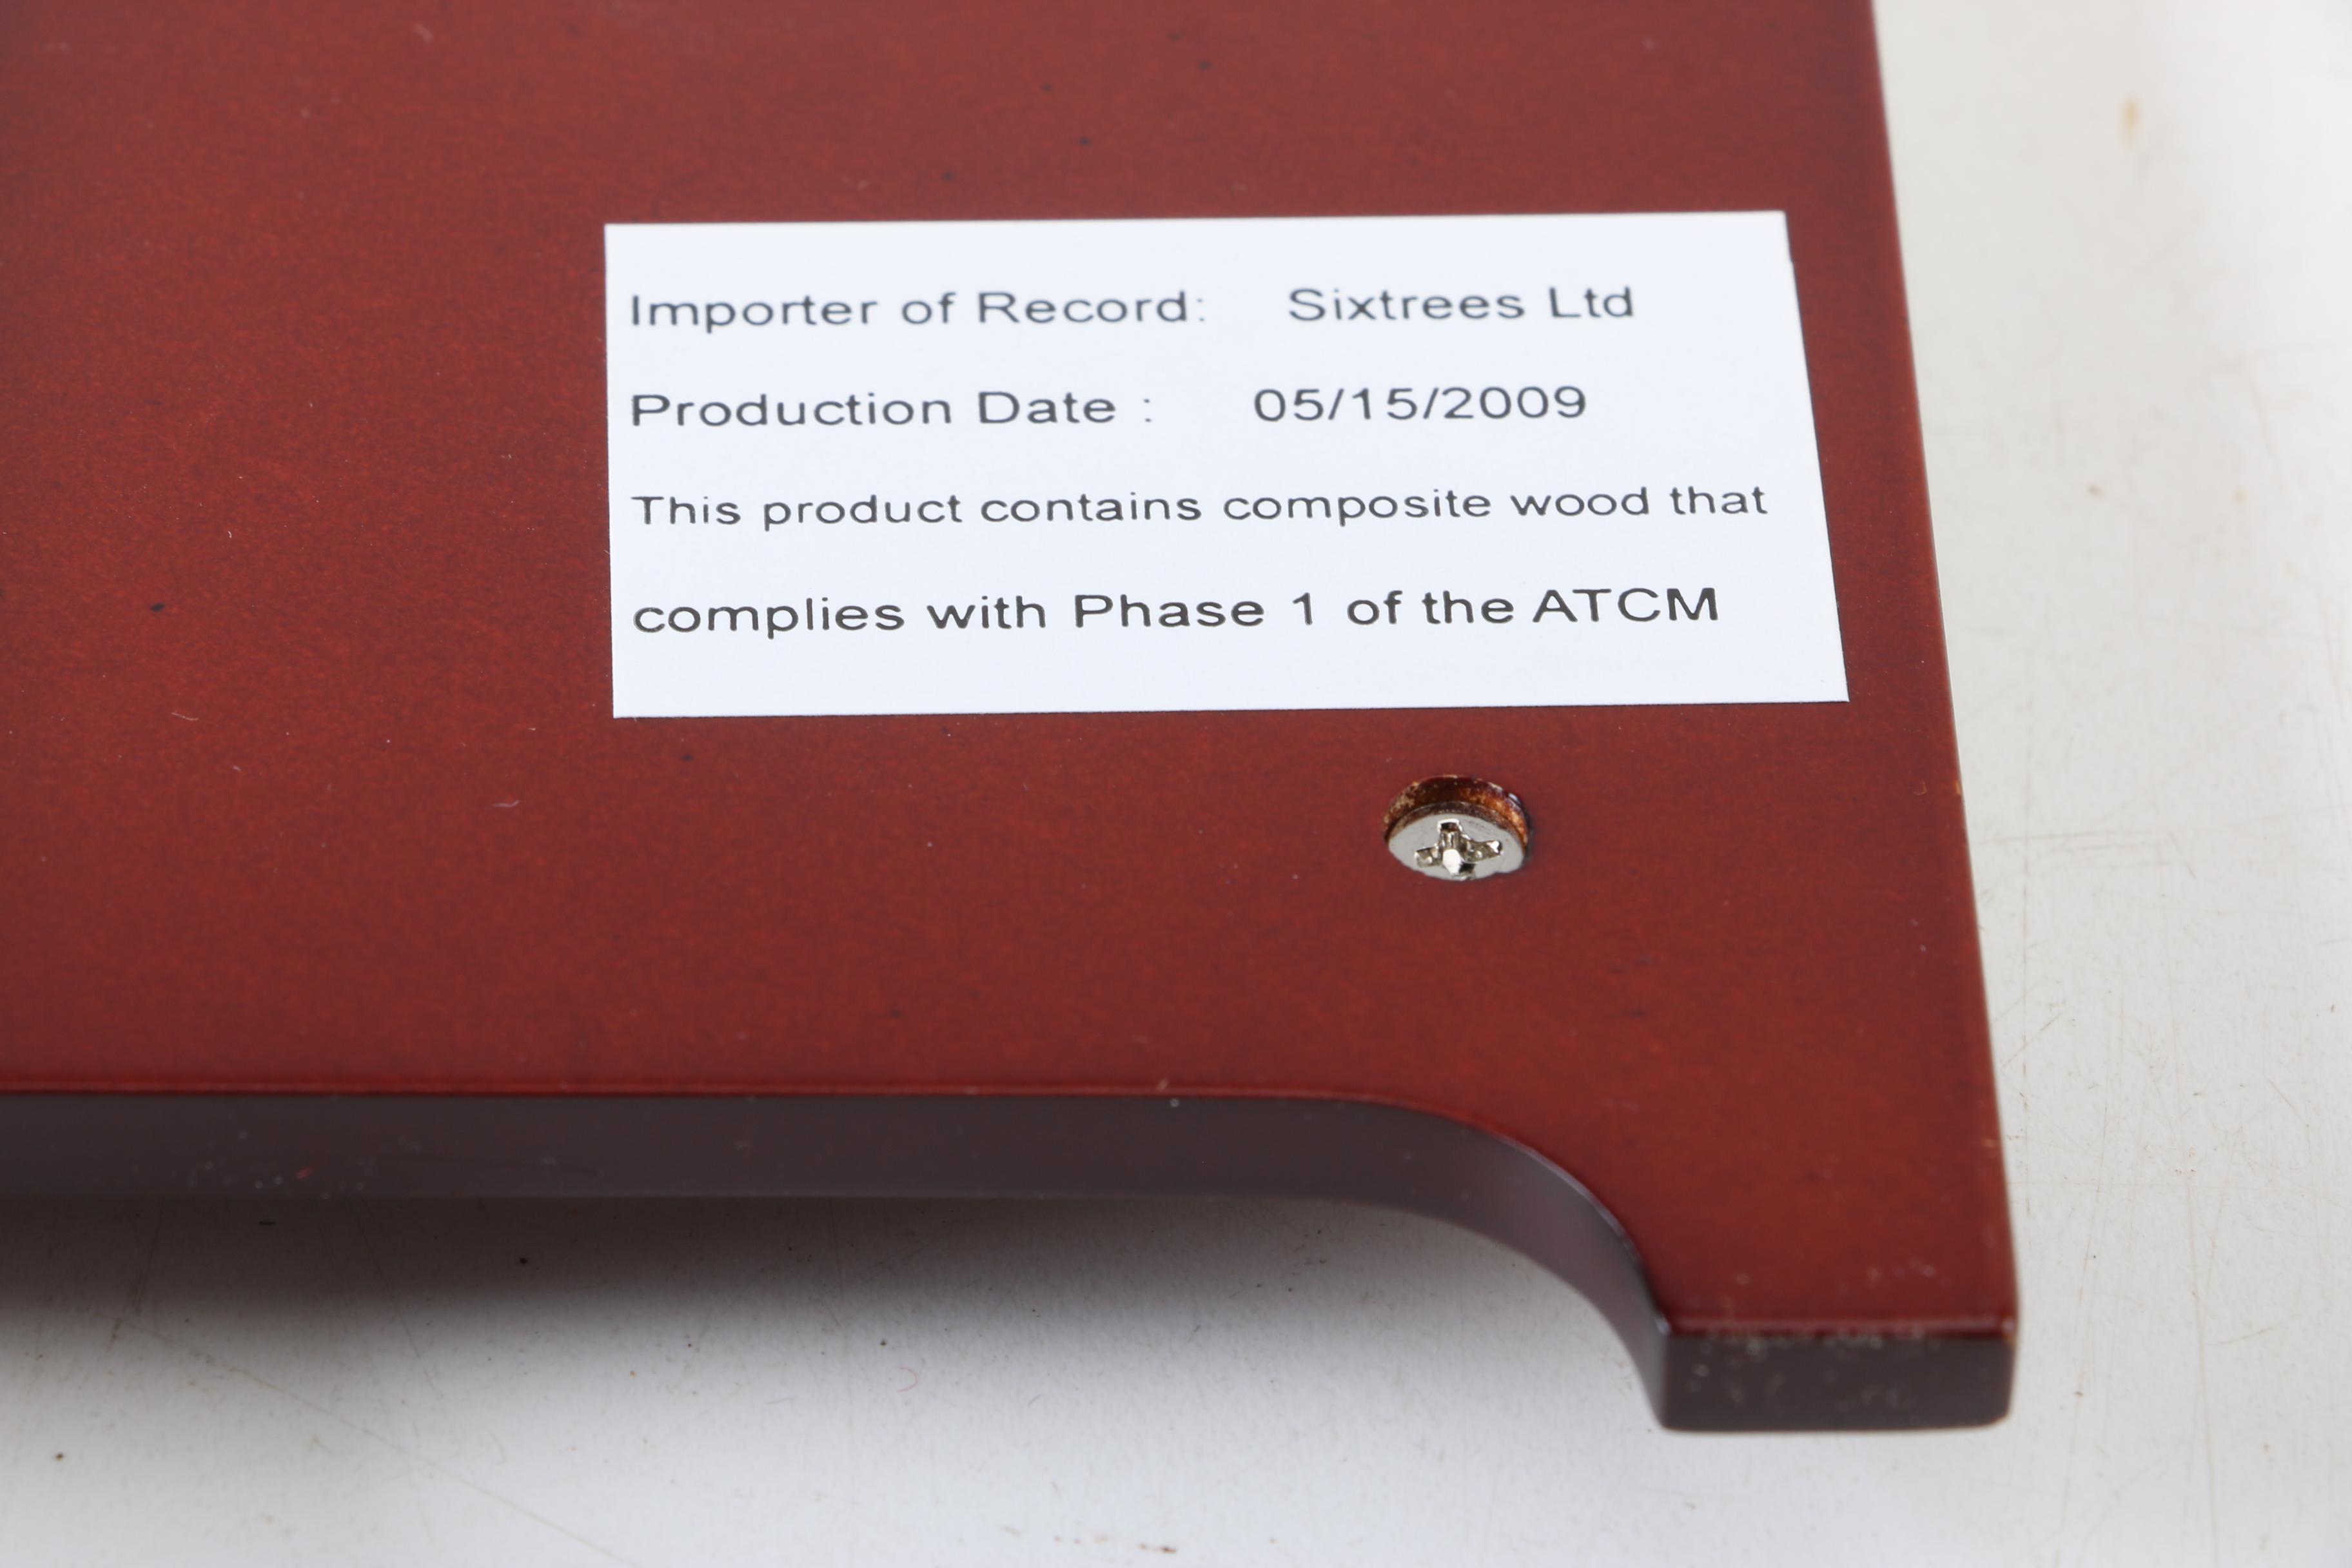 Importer of Record: Sixtrees Ltd
Production Date : 05/15/2009
This product contains composite wood that
complies with Phase 1 of the ATCM